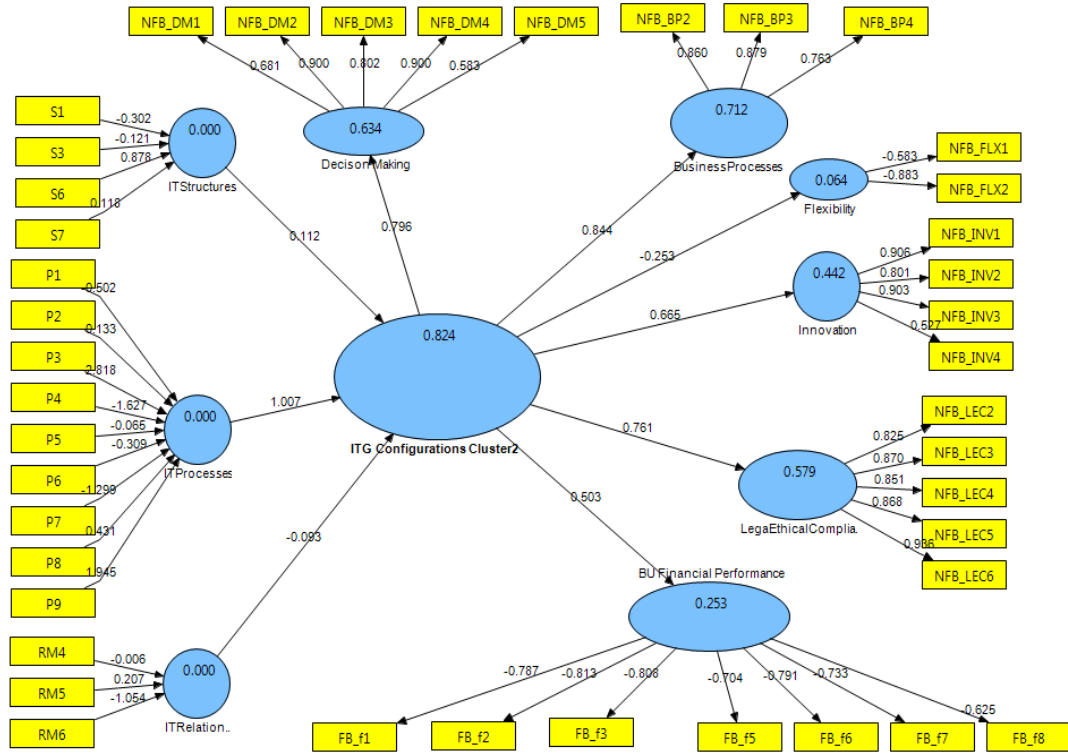 NFB_DM1
NFB_DM2
NFB_DM3
NFB_DM4
NFB_DM5
0.681
0.900
0.802
0.900
0.583
0.634
Decison Making
NFB_BP2
NFB_BP3
NFB_BP4
0.860
0.879
0.763
0.712
BusinessProcesses
S1
S3
S6
S7
-0.302
-0.121
0.878
0.118
0.000
ITStructures
0.112
0.796
0.844
-0.253
0.665
0.761
0.503
NFB_FLX1
NFB_FLX2
-0.583
-0.883
0.064
Flexibility
NFB_INV1
NFB_INV2
NFB_INV3
NFB_INV4
0.906
0.801
0.903
0.527
0.442
Innovation
P1
P2
P3
P4
P5
P6
P7
P8
P9
-0.502
0.133
-1.627
-0.065
-0.309
-1.299
0.431
1.945
0.000
ITProcesses
1.007
0.824
ITG Configurations Cluster2
NFB_LEC2
NFB_LEC3
NFB_LEC4
NFB_LEC5
NFB_LEC6
0.825
0.870
0.851
0.868
0.936
0.579
LegaEthicalComplia.
RM4
RM5
RM6
-0.006
0.207
-1.054
0.000
ITRelation..
-0.093
BU Financial Performance
0.253
-0.787
-0.813
-0.808
-0.704
-0.791
-0.733
-0.625
FB_f1
FB_f2
FB_f3
FB_f5
FB_f6
FB_f7
FB_f8